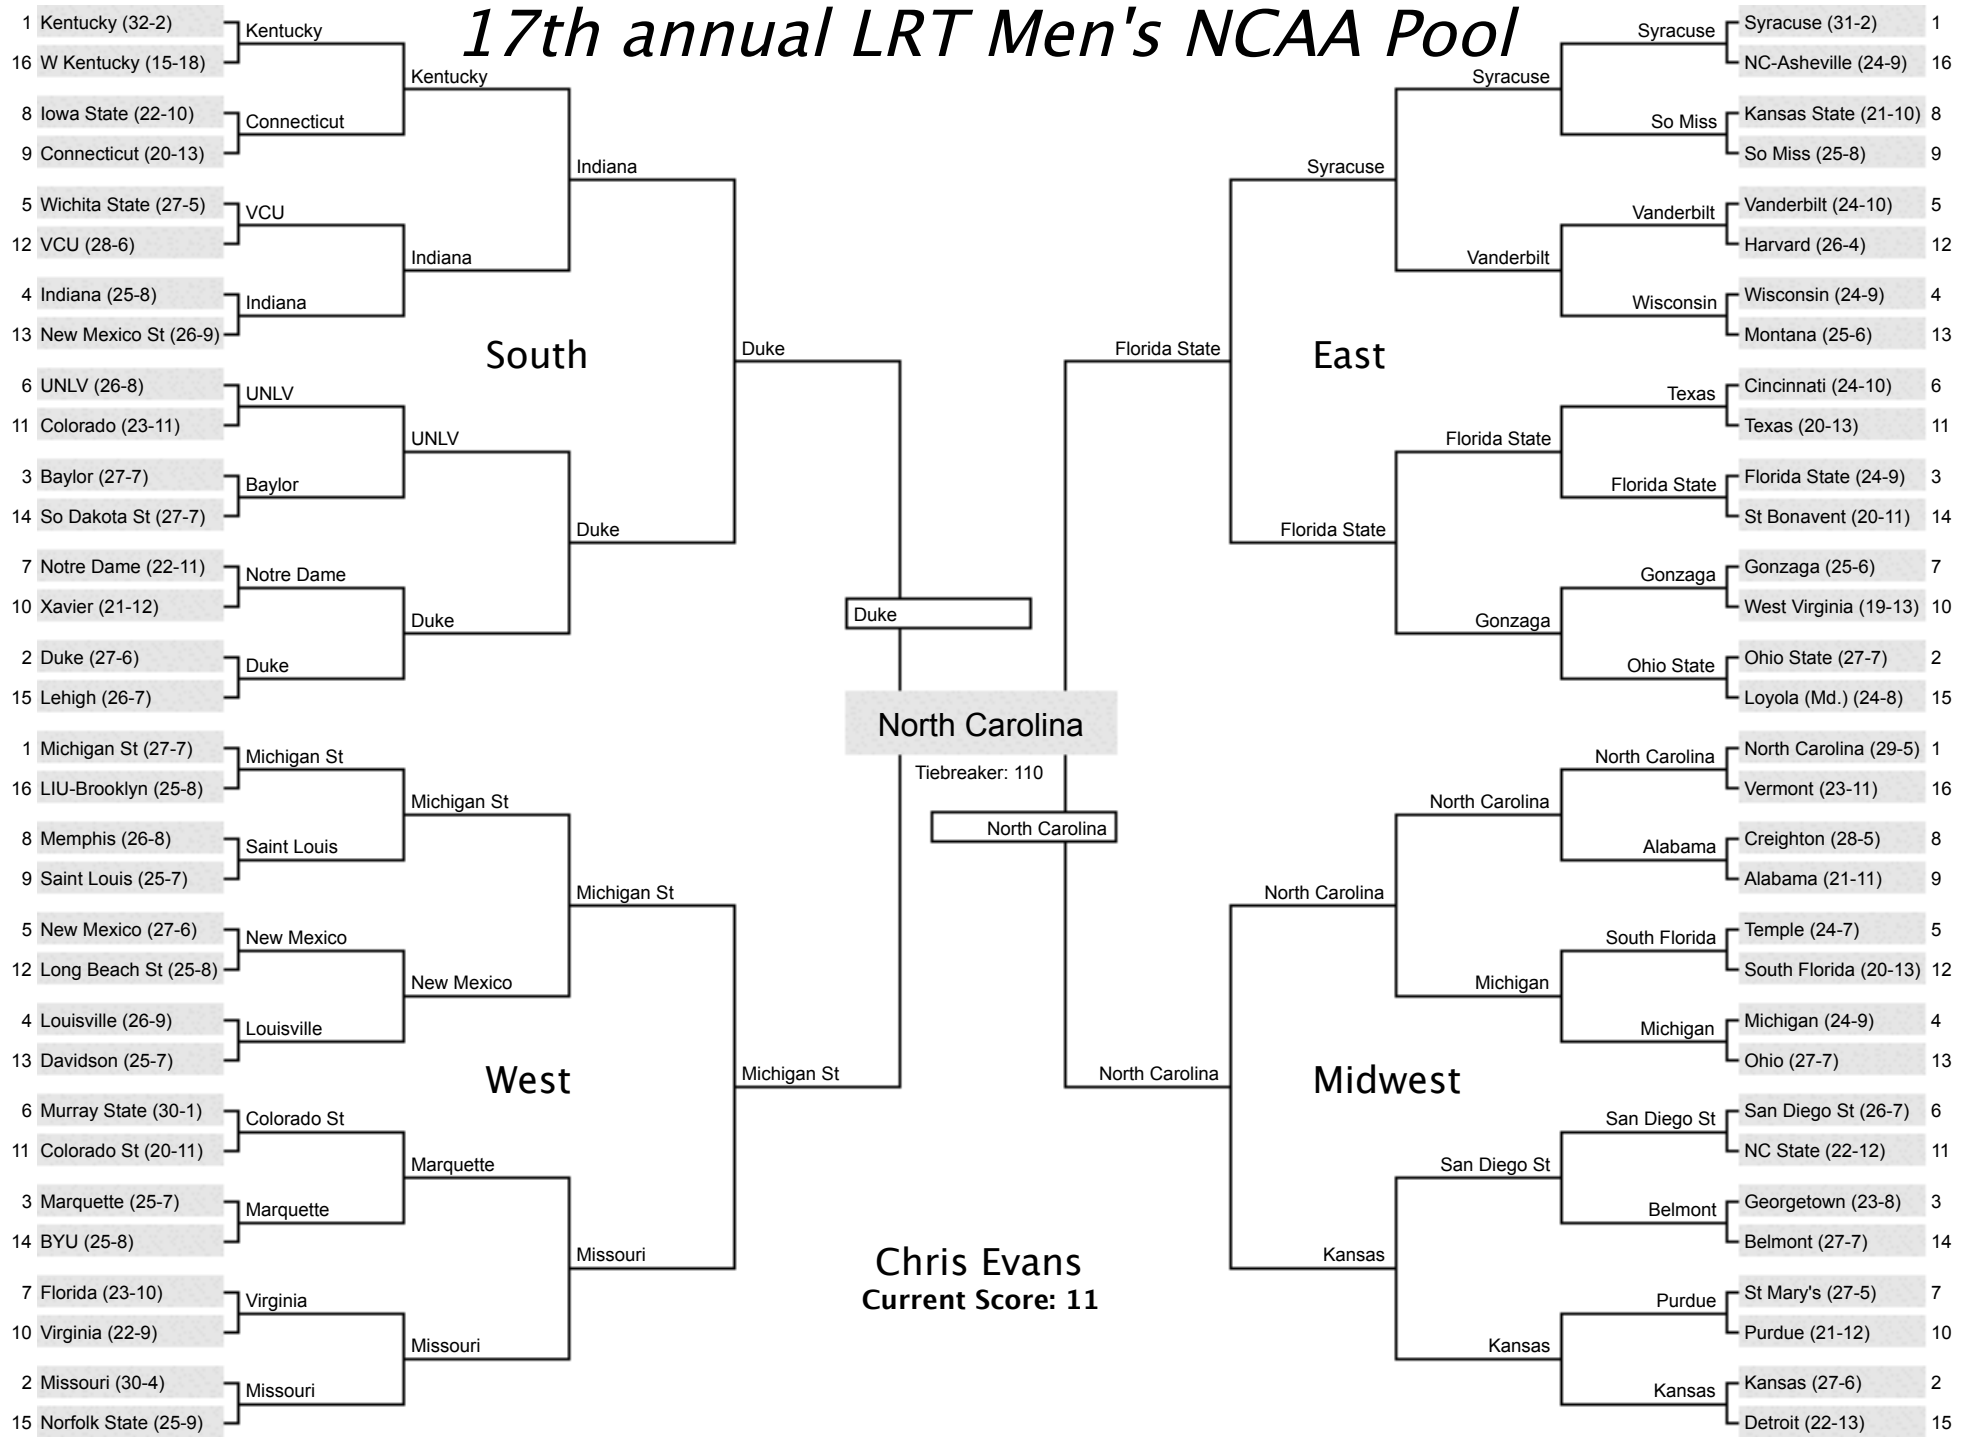 17th annual LRT Men's NCAA Pool
1 Kentucky (32-2)
16 W Kentucky (15-18)
8 Iowa State (22-10)
9 Connecticut (20-13)
5 Wichita State (27-5)
12 VCU (28-6)
4 Indiana (25-8)
13 New Mexico St (26-9)
6 UNLV (26-8)
11 Colorado (23-11)
3 Baylor (27-7)
14 So Dakota St (27-7)
7 Notre Dame (22-11)
10 Xavier (21-12)
2 Duke (27-6)
15 Lehigh (26-7)
Kentucky
Connecticut
VCU
Indiana
UNLV
Baylor
Notre Dame
Duke
Kentucky
Indiana
UNLV
Duke
Indiana
Duke
Duke
South
1 Michigan St (27-7)
16 LIU-Brooklyn (25-8)
8 Memphis (26-8)
9 Saint Louis (25-7)
5 New Mexico (27-6)
12 Long Beach St (25-8)
4 Louisville (26-9)
13 Davidson (25-7)
6 Murray State (30-1)
11 Colorado St (20-11)
3 Marquette (25-7)
14 BYU (25-8)
7 Florida (23-10)
10 Virginia (22-9)
2 Missouri (30-4)
15 Norfolk State (25-9)
Michigan St
Saint Louis
New Mexico
Louisville
Colorado St
Marquette
Virginia
Missouri
Michigan St
New Mexico
Marquette
Missouri
Michigan St
Missouri
Michigan St
West
Duke
North Carolina
Tiebreaker: 110
North Carolina
Chris Evans
Current Score: 11
Syracuse (31-2) 1
NC-Asheville (24-9) 16
Kansas State (21-10) 8
So Miss (25-8) 9
Vanderbilt (24-10) 5
Harvard (26-4) 12
Wisconsin (24-9) 4
Montana (25-6) 13
Cincinnati (24-10) 6
Texas (20-13) 11
Florida State (24-9) 3
St Bonavent (20-11) 14
Gonzaga (25-6) 7
West Virginia (19-13) 10
Ohio State (27-7) 2
Loyola (Md.) (24-8) 15
Syracuse
So Miss
Vanderbilt
Wisconsin
Texas
Florida State
Gonzaga
Ohio State
Syracuse
Vanderbilt
Florida State
Gonzaga
Syracuse
Florida State
Florida State
East
North Carolina (29-5) 1
Vermont (23-11) 16
Creighton (28-5) 8
Alabama (21-11) 9
Temple (24-7) 5
South Florida (20-13) 12
Michigan (24-9) 4
Ohio (27-7) 13
San Diego St (26-7) 6
NC State (22-12) 11
Georgetown (23-8) 3
Belmont (27-7) 14
St Mary's (27-5) 7
Purdue (21-12) 10
Kansas (27-6) 2
Detroit (22-13) 15
North Carolina
Alabama
South Florida
Michigan
San Diego St
Belmont
Purdue
Kansas
North Carolina
Michigan
San Diego St
Kansas
North Carolina
Kansas
North Carolina
Midwest